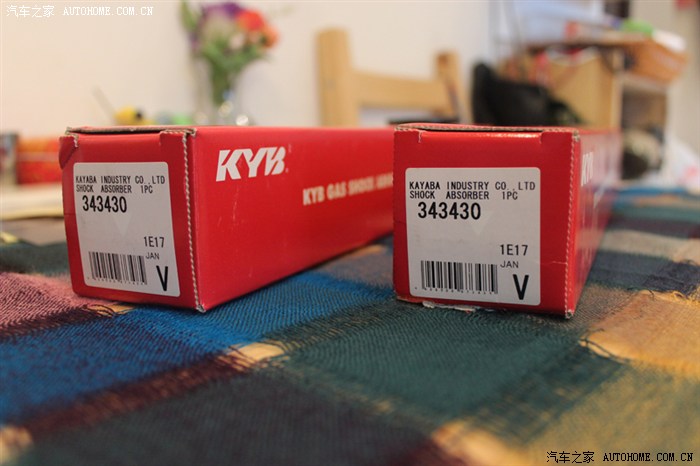 汽车之家 AUTOHOME.COM.CN
KYB
KYB GAS SHOCK
KAYABA INDUSTRY CO.,LTD
SHOCK ABSORBER 1PC
343430
1E17
JAN
V
KAYABA INDUSTRY CO.,LTD
SHOCK ABSORBER 1PC
343430
1E17
JAN
V
汽车之家 AUTOHOME.COM.CN